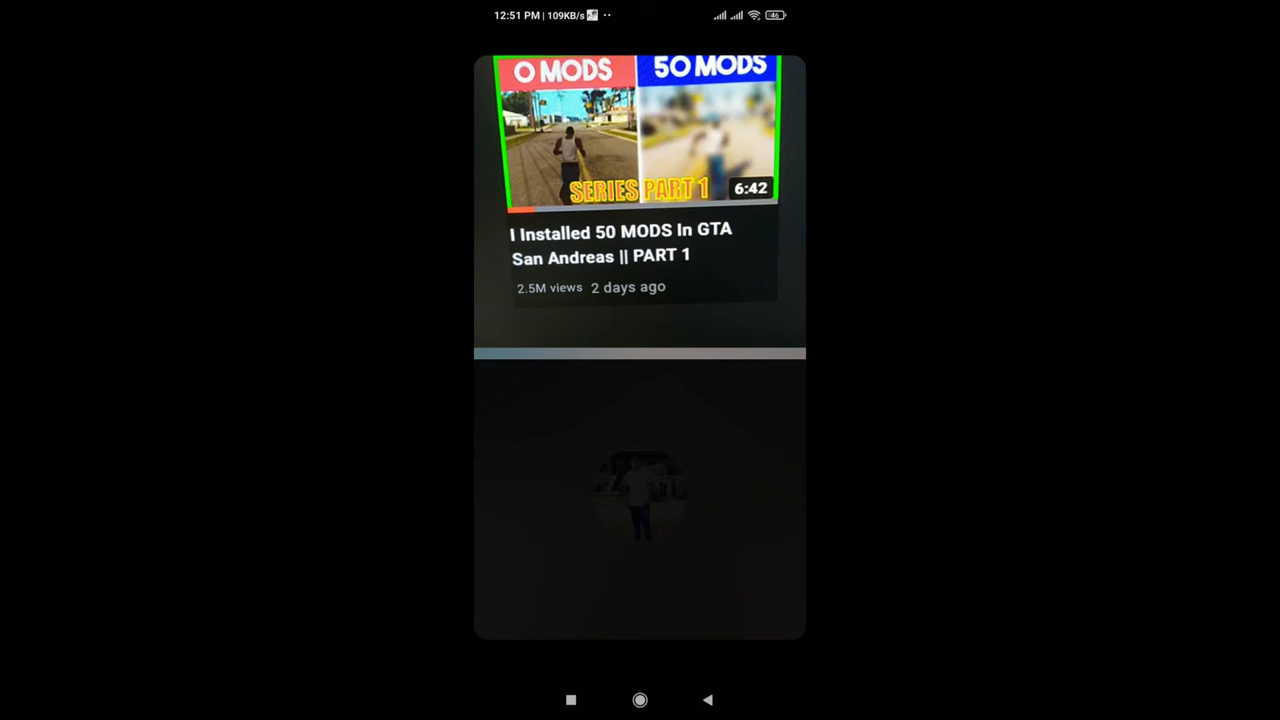 12:51 PM | 109KB/s
46
0 MODS
50 MODS
SERIES PART 1
6:42
I Installed 50 MODS In GTA
San Andreas || PART 1
2.5M views 2 days ago